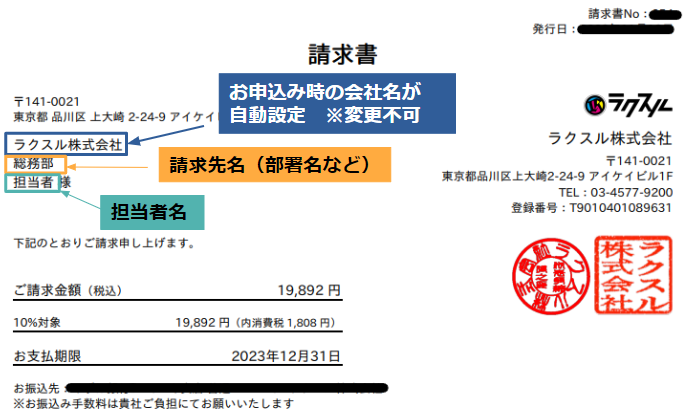 請求書No：
発行日：
請求書
お申込み時の会社名が
自動設定　※変更不可
〒141-0021
東京都 品川区 上大崎 2-24-9 アイケイ
ラクスル株式会社
総務部
請求先名（部署名など）
担当者 様
担当者名
ラクスル
ラクスル株式会社
〒141-0021
東京都品川区上大崎2-24-9 アイケイビル1F
TEL：03-4577-9200
登録番号：T9010401089631
ラクスル
株式会社
下記のとおりご請求申し上げます。
ご請求金額（税込） 19,892 円
10%対象 19,892 円（内消費税 1,808 円）
お支払期限 2023年12月31日
お振込先：
※お振込み手数料は貴社ご負担にてお願いいたします